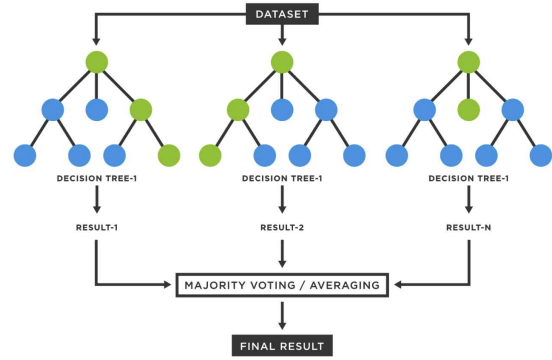 DATASET
DECISION TREE-1
DECISION TREE-1
DECISION TREE-1
RESULT-1
RESULT-2
RESULT-N
MAJORITY VOTING / AVERAGING
FINAL RESULT